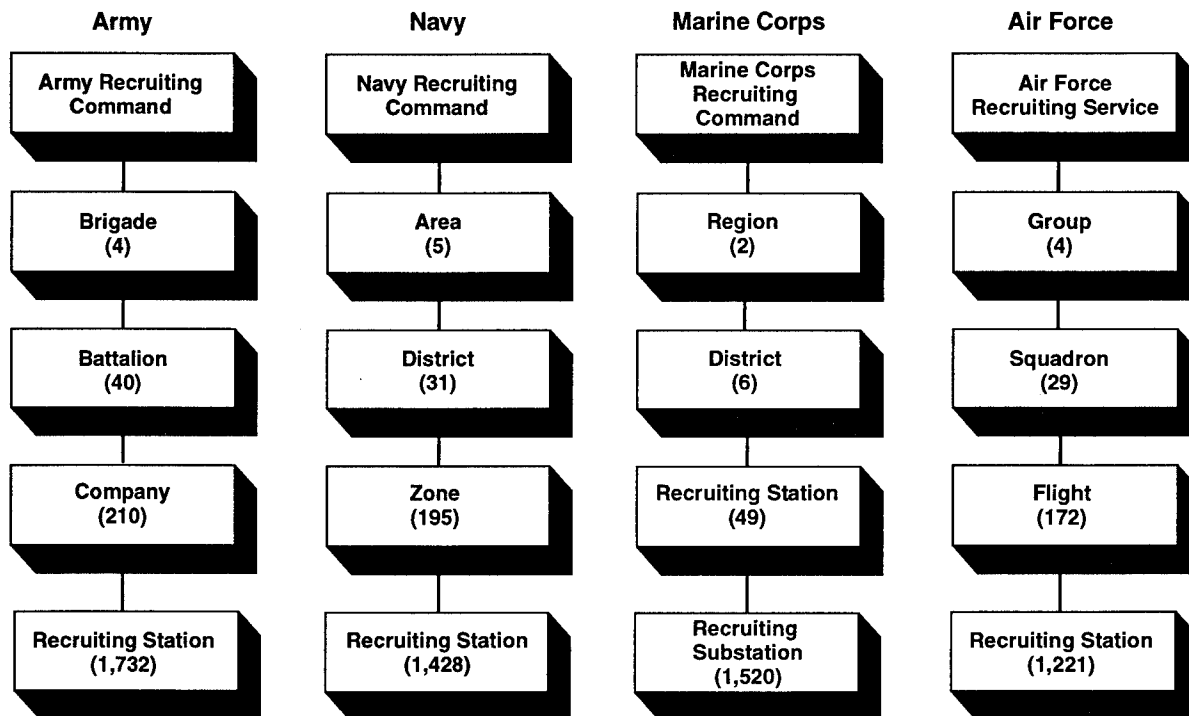 Army
Navy
Marine Corps
Air Force
Army Recruiting
Command
Navy Recruiting
Command
Marine Corps
Recruiting
Command
Air Force
Recruiting Service
Brigade
(4)
Area
(5)
Region
(2)
Group
(4)
Battalion
(40)
District
(31)
District
(6)
Squadron
(29)
Company
(210)
Zone
(195)
Recruiting Station
(49)
Flight
(172)
Recruiting Station
(1,732)
Recruiting Station
(1,428)
Recruiting
Substation
(1,520)
Recruiting Station
(1,221)